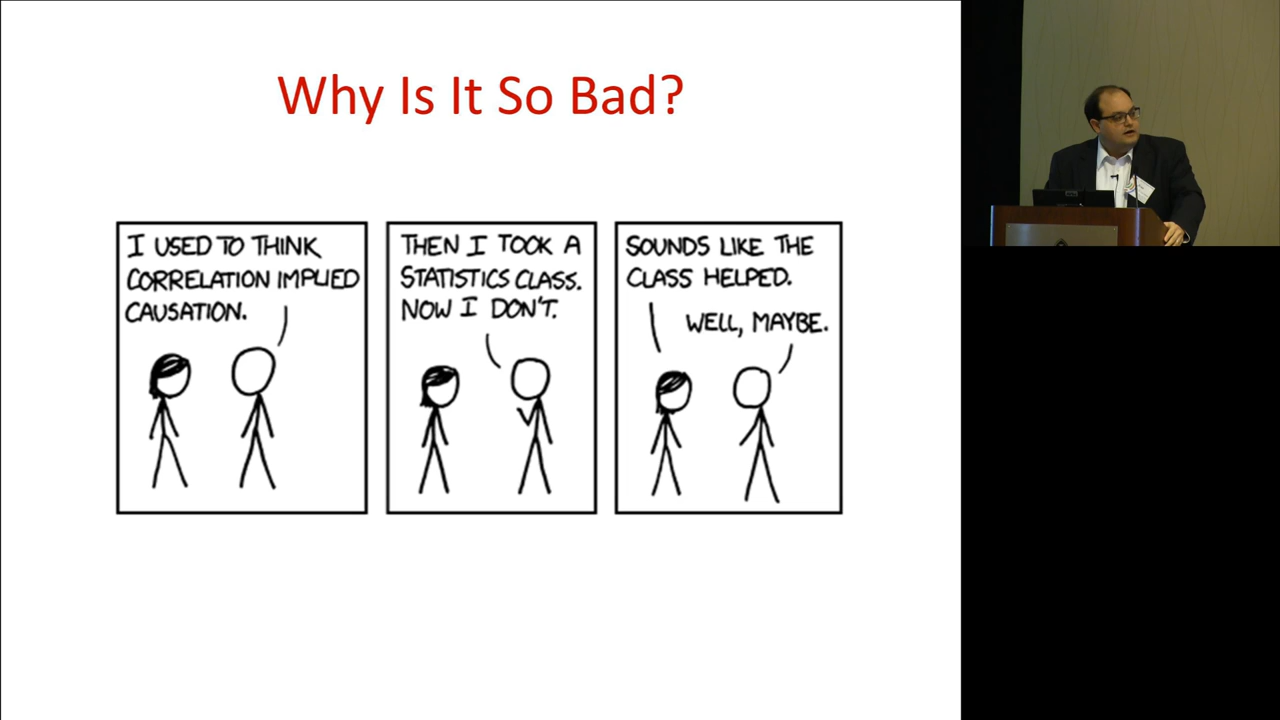 Why Is It So Bad?
I USED TO THINK
CORRELATION IMPLIED
CAUSATION.
THEN I TOOK A
STATISTICS CLASS.
NOW I DON'T.
SOUNDS LIKE THE
CLASS HELPED.
WELL, MAYBE.